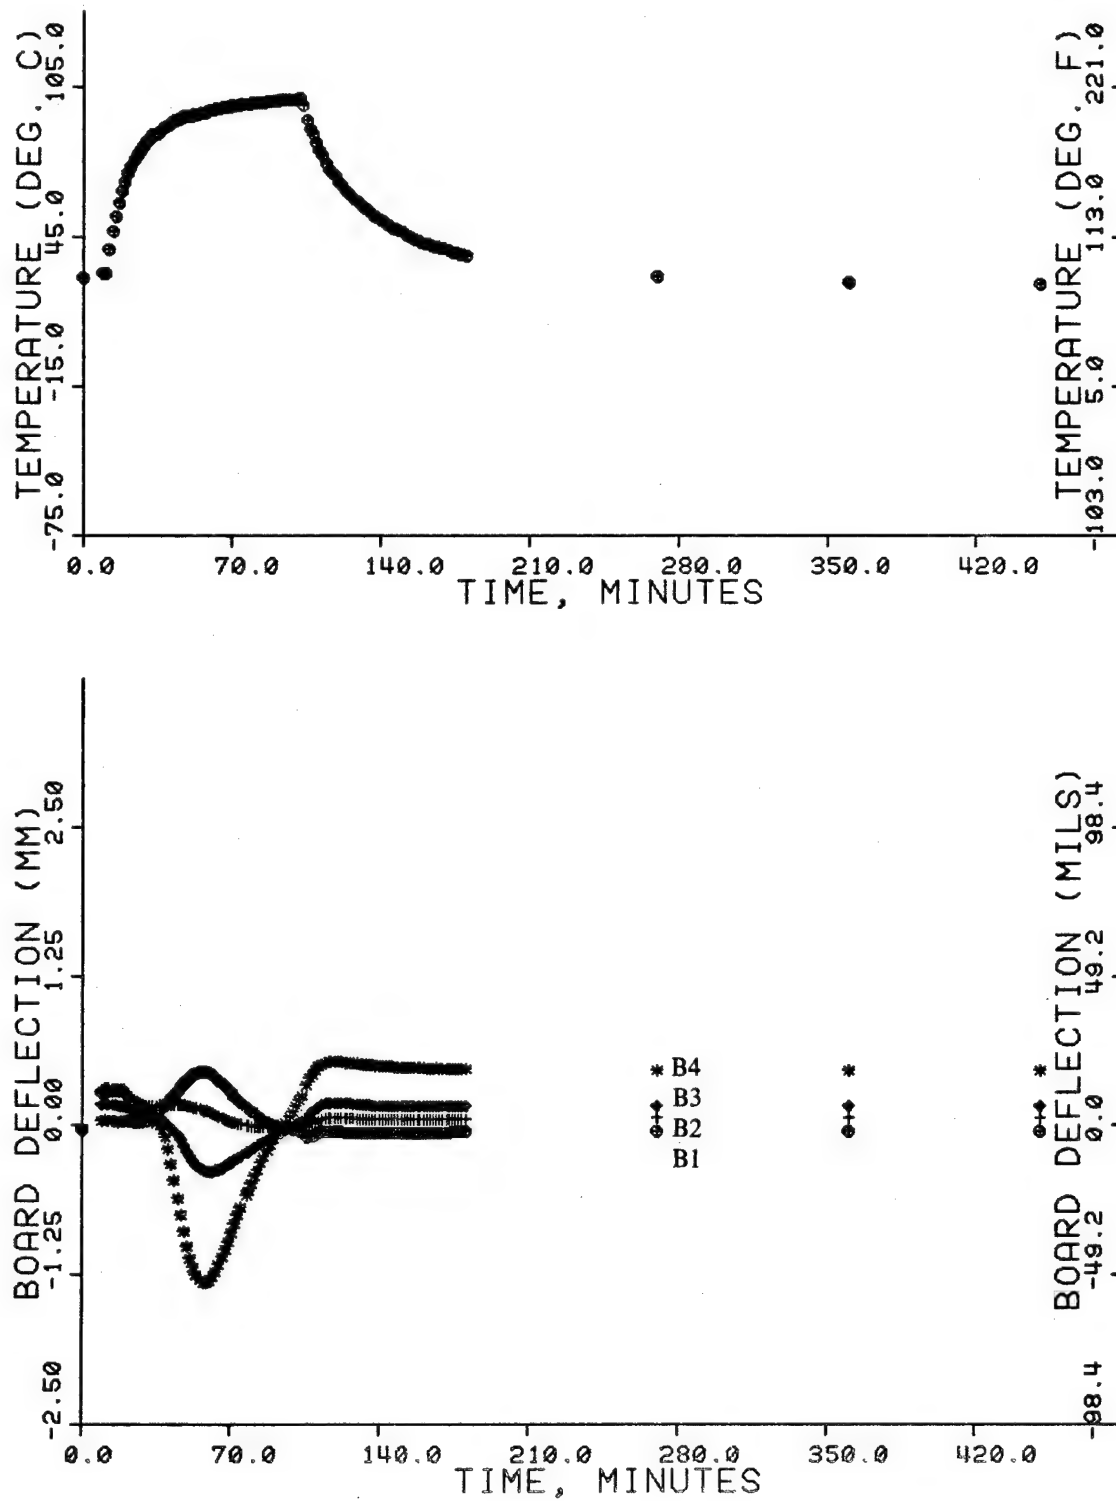 TEMPERATURE (DEG. C)
105.0
45.0
-15.0
-75.0
TEMPERATURE (DEG. F)
221.0
113.0
5.0
-103.0
0.0 70.0 140.0 210.0 280.0 350.0 420.0
TIME, MINUTES
BOARD DEFLECTION (MM)
2.50
1.25
0.00
-1.25
-2.50
BOARD DEFLECTION (MILS)
98.4
49.2
0.0
-49.2
-98.4
B4
B3
B2
B1
0.0 70.0 140.0 210.0 280.0 350.0 420.0
TIME, MINUTES